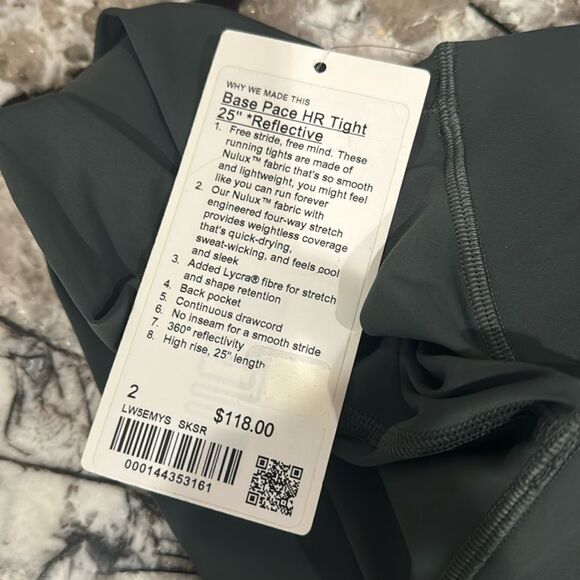 WHY WE MADE THIS
Base Pace HR Tight
25" *Reflective
1. Free stride, free mind. These
running tights are made of
Nulux™ fabric that's so smooth
and lightweight, you might feel
like you can run forever
2. Our Nulux™ fabric with
engineered four-way stretch
provides weightless coverage
that's quick-drying,
sweat-wicking, and feels cool
and sleek
3. Added Lycra® fibre for stretch
and shape retention
4. Back pocket
5. Continuous drawcord
6. No inseam for a smooth stride
7. 360º reflectivity
8. High rise, 25" length
2
$118.00
LW5EMYS SKSR
000144353161